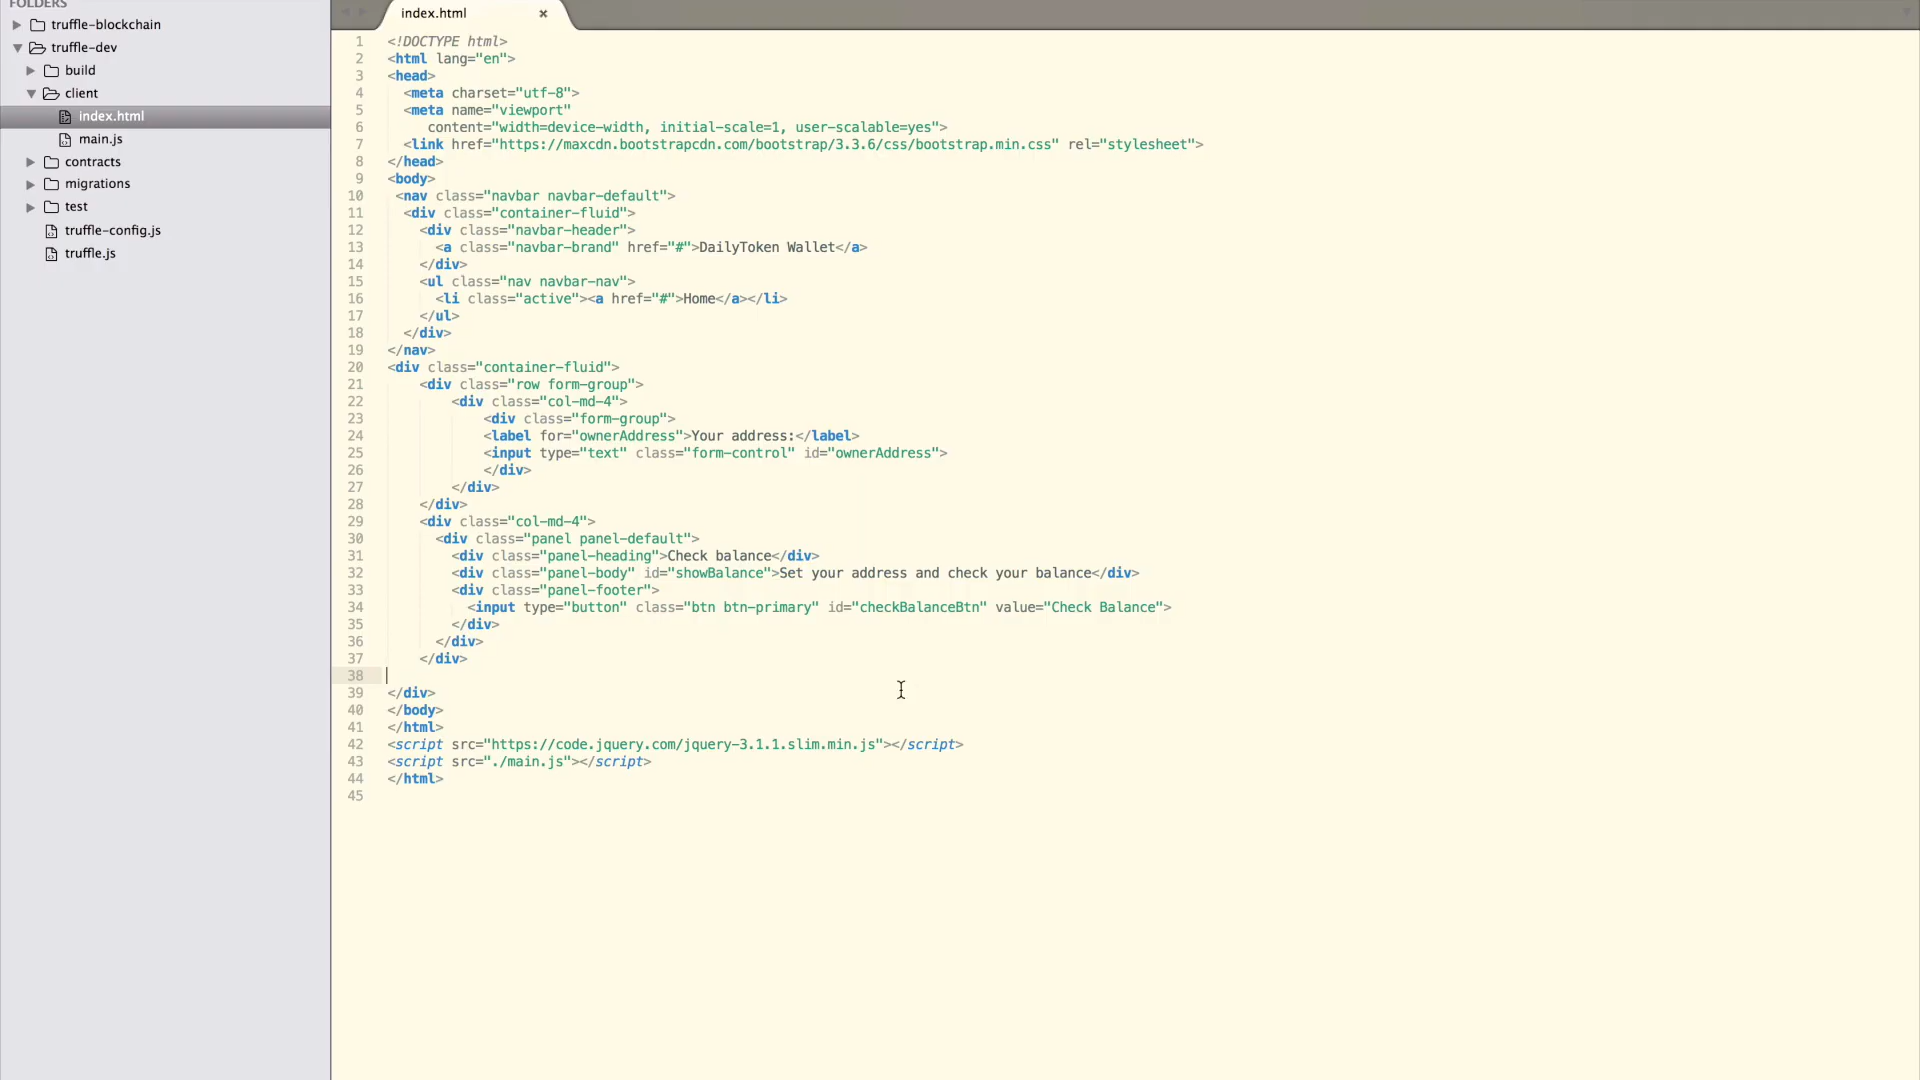 FOLDERS
truffle-blockchain
truffle-dev
build
client
index.html
main.js
contracts
migrations
test
truffle-config.js
truffle.js
index.html ×
1 <!DOCTYPE html>
2 <html lang="en">
3 <head>
4 <meta charset="utf-8">
5 <meta name="viewport"
6 content="width=device-width, initial-scale=1, user-scalable=yes">
7 <link href="https://maxcdn.bootstrapcdn.com/bootstrap/3.3.6/css/bootstrap.min.css" rel="stylesheet">
8 </head>
9 <body>
10 <nav class="navbar navbar-default">
11 <div class="container-fluid">
12 <div class="navbar-header">
13 <a class="navbar-brand" href="#">DailyToken Wallet</a>
14 </div>
15 <ul class="nav navbar-nav">
16 <li class="active"><a href="#">Home</a></li>
17 </ul>
18 </div>
19 </nav>
20 <div class="container-fluid">
21 <div class="row form-group">
22 <div class="col-md-4">
23 <div class="form-group">
24 <label for="ownerAddress">Your address:</label>
25 <input type="text" class="form-control" id="ownerAddress">
26 </div>
27 </div>
28 </div>
29 <div class="col-md-4">
30 <div class="panel panel-default">
31 <div class="panel-heading">Check balance</div>
32 <div class="panel-body" id="showBalance">Set your address and check your balance</div>
33 <div class="panel-footer">
34 <input type="button" class="btn btn-primary" id="checkBalanceBtn" value="Check Balance">
35 </div>
36 </div>
37 </div>
38
39 </div>
40 </body>
41 </html>
42 <script src="https://code.jquery.com/jquery-3.1.1.slim.min.js"></script>
43 <script src="./main.js"></script>
44 </html>
45